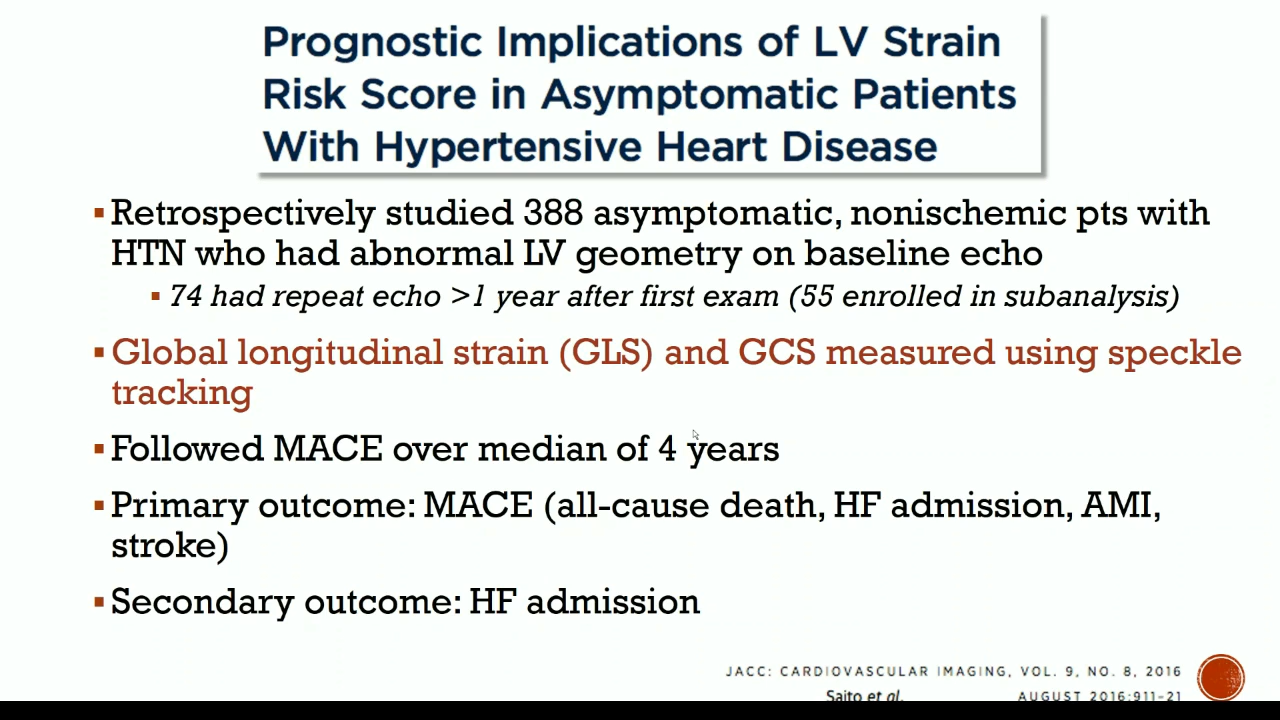 Prognostic Implications of LV Strain
Risk Score in Asymptomatic Patients
With Hypertensive Heart Disease
Retrospectively studied 388 asymptomatic, nonischemic pts with
HTN who had abnormal LV geometry on baseline echo
74 had repeat echo >1 year after first exam (55 enrolled in subanalysis)
Global longitudinal strain (GLS) and GCS measured using speckle
tracking
Followed MACE over median of 4 years
Primary outcome: MACE (all-cause death, HF admission, AMI,
stroke)
Secondary outcome: HF admission
JACC: CARDIOVASCULAR IMAGING, VOL. 9, NO. 8, 2016
Saito et al. AUGUST 2016:911–21